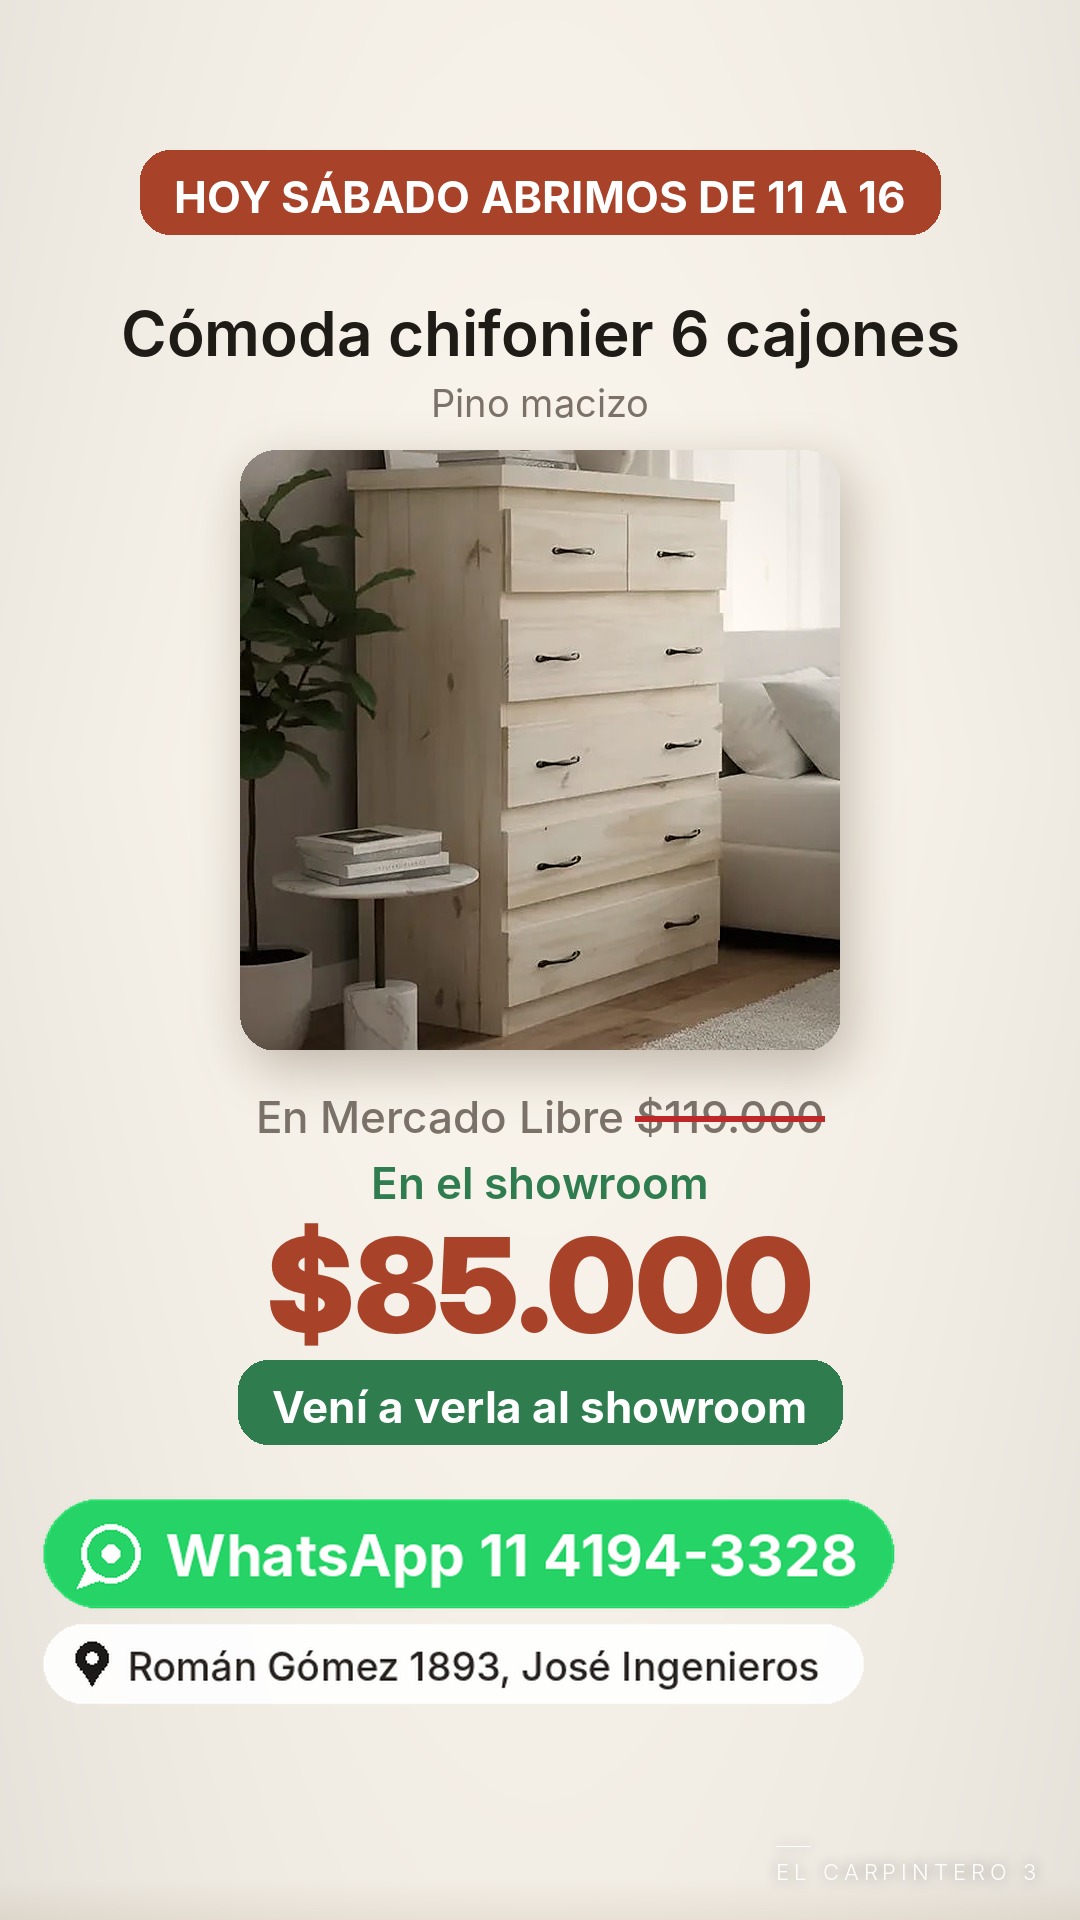 HOY SÁBADO ABRIMOS DE 11 A 16
Cómoda chifonier 6 cajones
Pino macizo
En Mercado Libre $119.000
En el showroom
$85.000
Vení a verla al showroom
WhatsApp 11 4194-3328
Román Gómez 1893, José Ingenieros
EL CARPINTERO 3